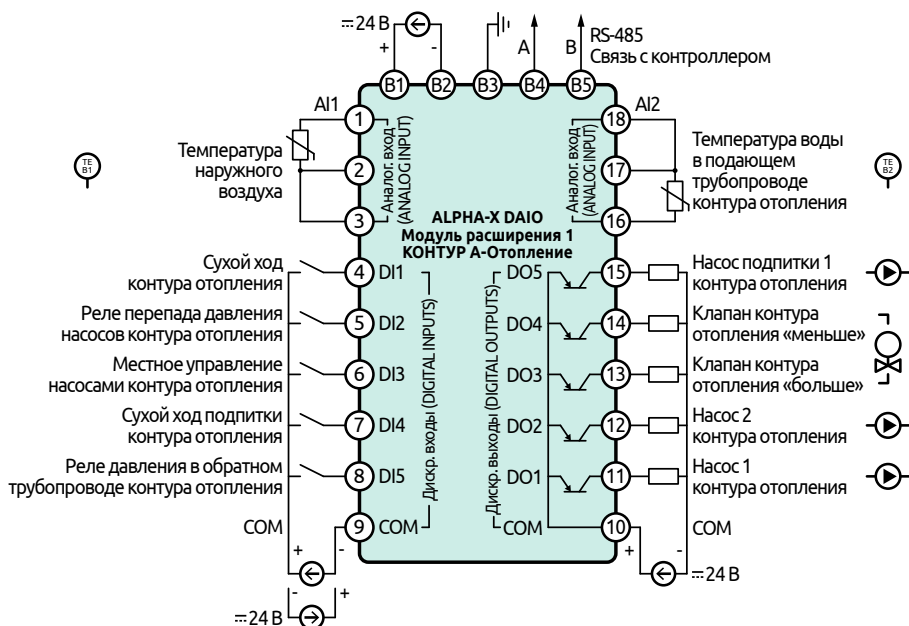 ⎓24 В
+ -
A B
RS-485
Связь с контроллером
B1 B2 B3 B4 B5
AI1
AI2
1
2
3
18
17
16
Аналог. вход
(ANALOG INPUT)
Аналог. вход
(ANALOG INPUT)
TE
B1
Температура
наружного
воздуха
Температура воды
в подающем
трубопроводе
контура отопления
TE
B2
ALPHA-X DAIO
Модуль расширения 1
КОНТУР А-Отопление
Сухой ход
контура отопления
4 DI1
DO5 15
Насос подпитки 1
контура отопления
Реле перепада давления
насосов контура отопления
5 DI2
DO4 14
Клапан контура
отопления «меньше»
Местное управление
насосами контура отопления
6 DI3
DO3 13
Клапан контура
отопления «больше»
Сухой ход подпитки
контура отопления
7 DI4
DO2 12
Насос 2
контура отопления
Реле давления в обратном
трубопроводе контура отопления
8 DI5
DO1 11
Насос 1
контура отопления
Дискр. входы (DIGITAL INPUTS)
Дискр. выходы (DIGITAL OUTPUTS)
COM 9 COM
COM 10 COM
+ -
+ -
⎓24 В
- +
⎓24 В